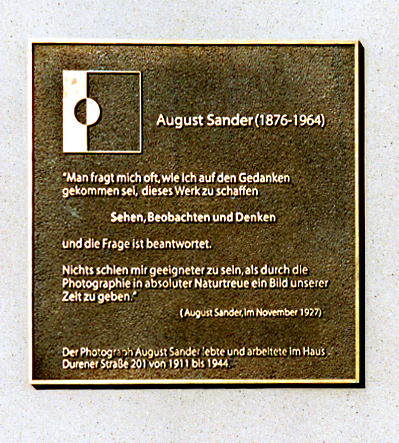 August Sander (1876-1964)
"Man fragt mich oft, wie ich auf den Gedanken
gekommen sei, dieses Werk zu schaffen
Sehen, Beobachten und Denken
und die Frage ist beantwortet.
Nichts schien mir geeigneter zu sein, als durch die
Photographie in absoluter Naturtreue ein Bild unserer
Zeit zu geben."
(August Sander, im November 1927)
Der Photograph August Sander lebte und arbeitete im Haus
Dürener Straße 201 von 1911 bis 1944.